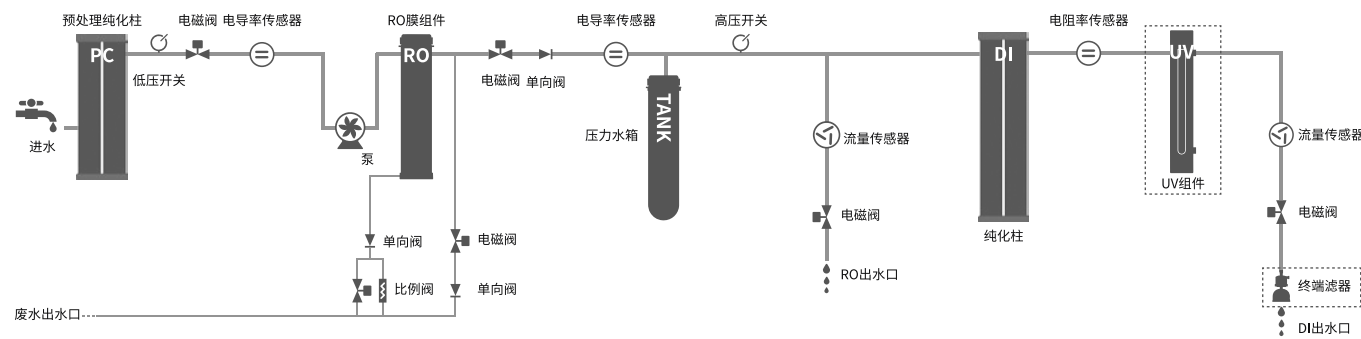 预处理纯化柱
电磁阀
电导率传感器
RO膜组件
电导率传感器
高压开关
电阻率传感器
PC
RO
DI
UV
低压开关
电磁阀
单向阀
TANK
进水
泵
压力水箱
流量传感器
流量传感器
UV组件
电磁阀
电磁阀
单向阀
电磁阀
纯化柱
RO出水口
比例阀
单向阀
终端滤器
废水出水口
DI出水口